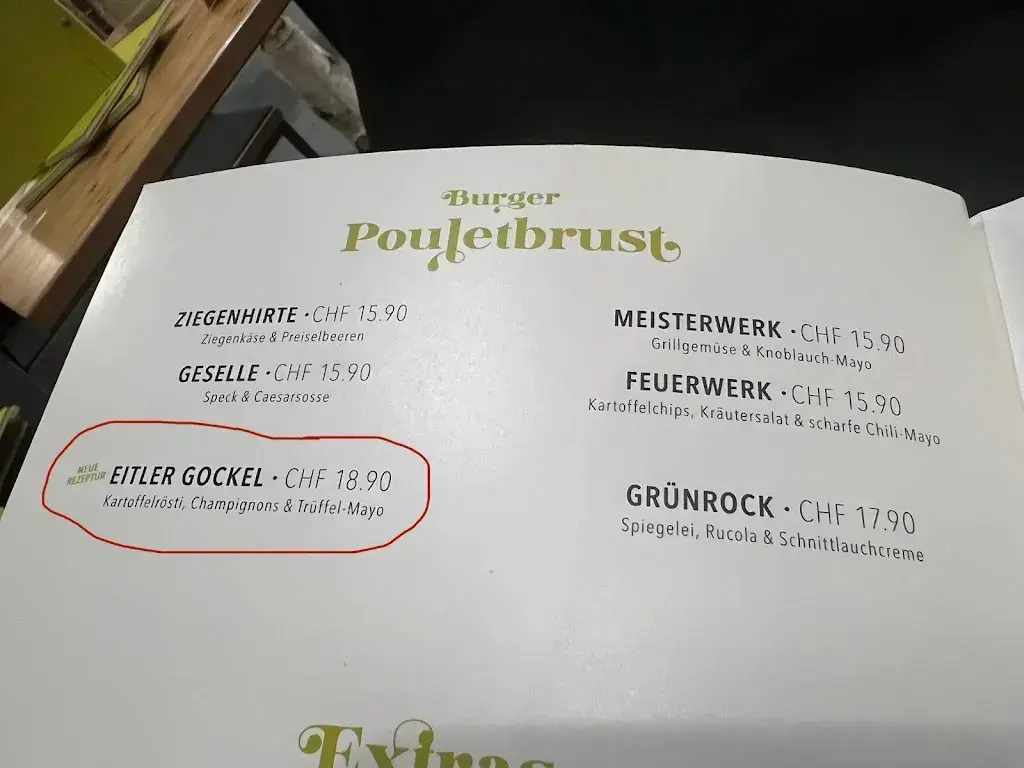 Burger
Pouletbrust
ZIEGENHIRTE · CHF 15.90
Ziegenkäse & Preiselbeeren
GESELLE · CHF 15.90
Speck & Caesarsosse
NEUE
REZEPTUR
EITLER GOCKEL · CHF 18.90
Kartoffelrösti, Champignons & Trüffel-Mayo
MEISTERWERK · CHF 15.90
Grillgemüse & Knoblauch-Mayo
FEUERWERK · CHF 15.90
Kartoffelchips, Kräutersalat & scharfe Chili-Mayo
GRÜNROCK · CHF 17.90
Spiegelei, Rucola & Schnittlauchcreme
Extras